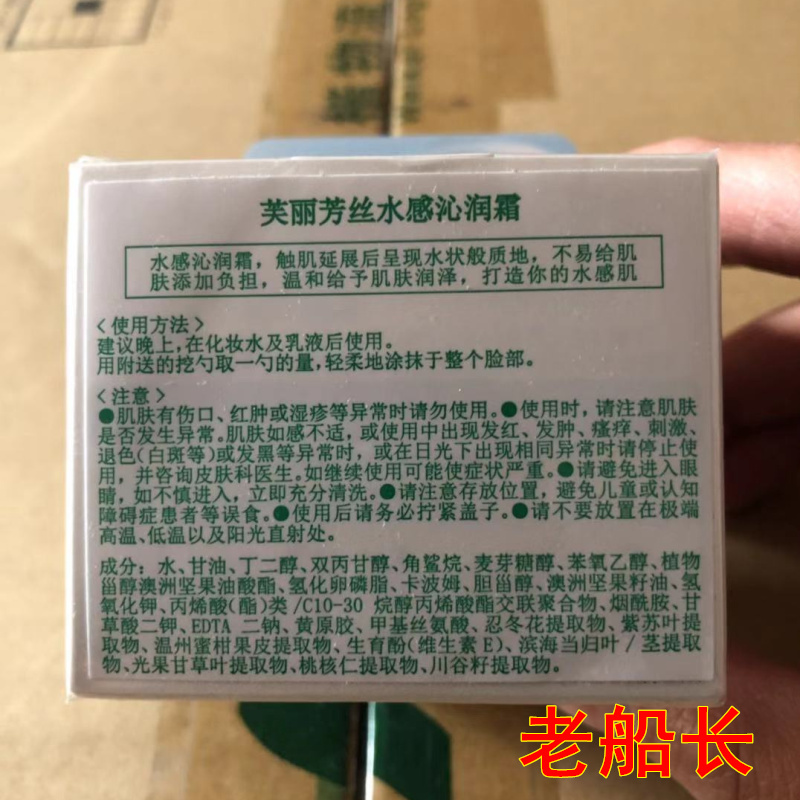 芙丽芳丝水感沁润霜
水感沁润霜，触肌延展后呈现水状般质地，不易给肌
肤添加负担，温和给予肌肤润泽，打造你的水感肌
<使用方法>
建议晚上，在化妆水及乳液后使用。
用附送的挖勺取一勺的量，轻柔地涂抹于整个脸部。
<注意>
●肌肤有伤口、红肿或湿疹等异常时请勿使用。●使用时，请注意肌肤
是否发生异常。肌肤如感不适，或使用中出现发红、发肿、瘙痒、刺激、
退色(白斑等)或发黑等异常时，或在日光下出现相同异常时请停止使
用，并咨询皮肤科医生。如继续使用可能使症状严重。●请避免进入眼
睛，如不慎进入，立即充分清洗。●请注意存放位置，避免儿童或认知
障碍症患者等误食。●使用后请务必拧紧盖子。●请不要放置在极端
高温、低温以及阳光直射处。
成分：水、甘油、丁二醇、双丙甘醇、角鲨烷、麦芽糖醇、苯氧乙醇、植物
甾醇澳洲坚果油酸酯、氢化卵磷脂、卡波姆、胆甾醇、澳洲坚果籽油、氢
氧化钾、丙烯酸(酯)类/C10-30 烷醇丙烯酸酯交联聚合物、烟酰胺、甘
草酸二钾、EDTA 二钠、黄原胶、甲基丝氨酸、忍冬花提取物、紫苏叶提
取物、温州蜜柑果皮提取物、生育酚(维生素 E)、滨海当归叶/茎提取
物、光果甘草叶提取物、桃核仁提取物、川谷籽提取物。
老船长